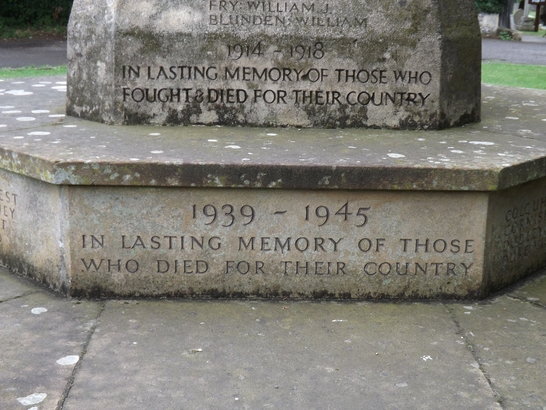 FRY: WILLIAM J.
BLUNDEN: WILLIAM
1914 - 1918
IN LASTING MEMORY OF THOSE WHO
FOUGHT & DIED FOR THEIR COUNTRY
1939 - 1945
IN LASTING MEMORY OF THOSE
WHO DIED FOR THEIR COUNTRY